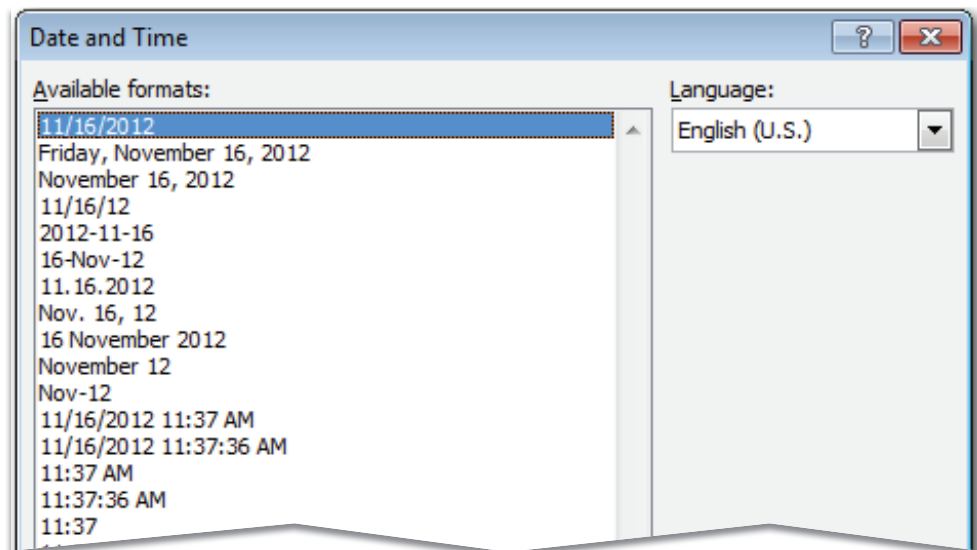 Date and Time
Available formats:
Language:
11/16/2012
English (U.S.)
Friday, November 16, 2012
November 16, 2012
11/16/12
2012-11-16
16-Nov-12
11.16.2012
Nov. 16, 12
16 November 2012
November 12
Nov-12
11/16/2012 11:37 AM
11/16/2012 11:37:36 AM
11:37 AM
11:37:36 AM
11:37